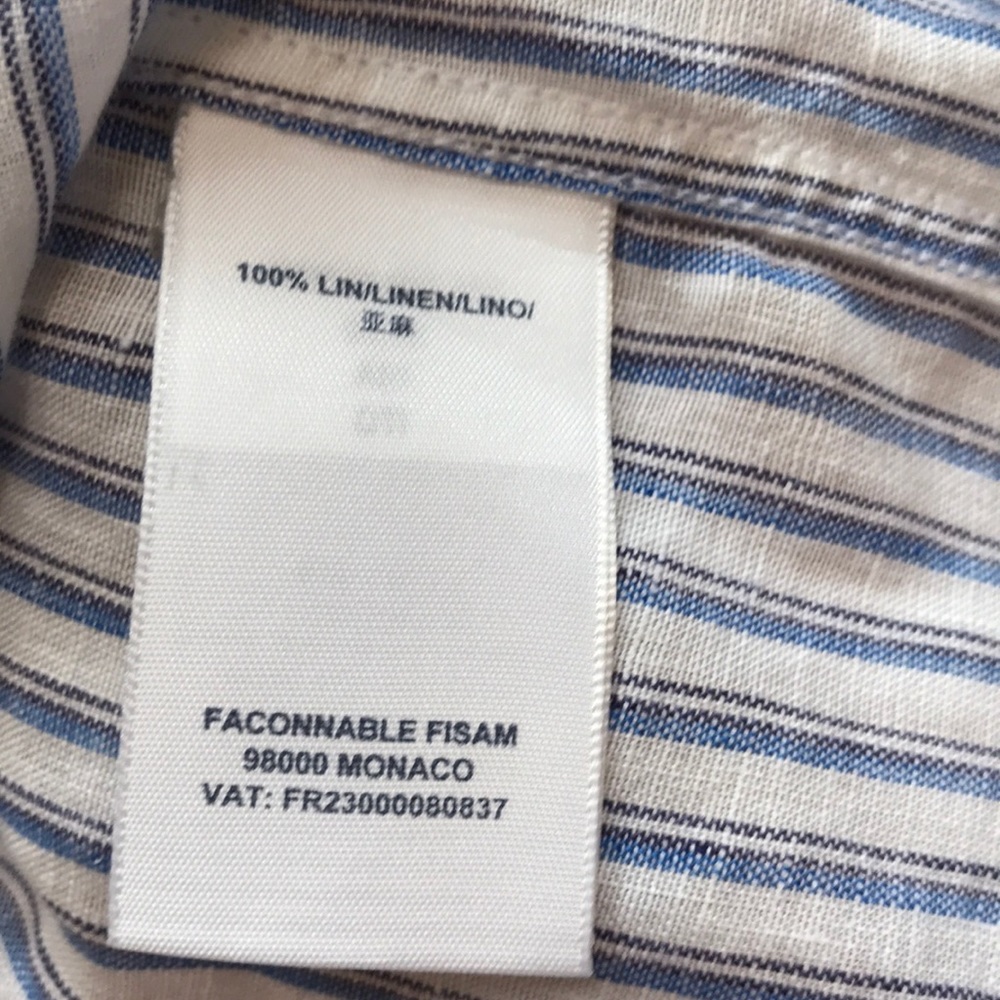 100% LIN/LINEN/LINO/
亚麻
FACONNABLE FISAM
98000 MONACO
VAT: FR23000080837